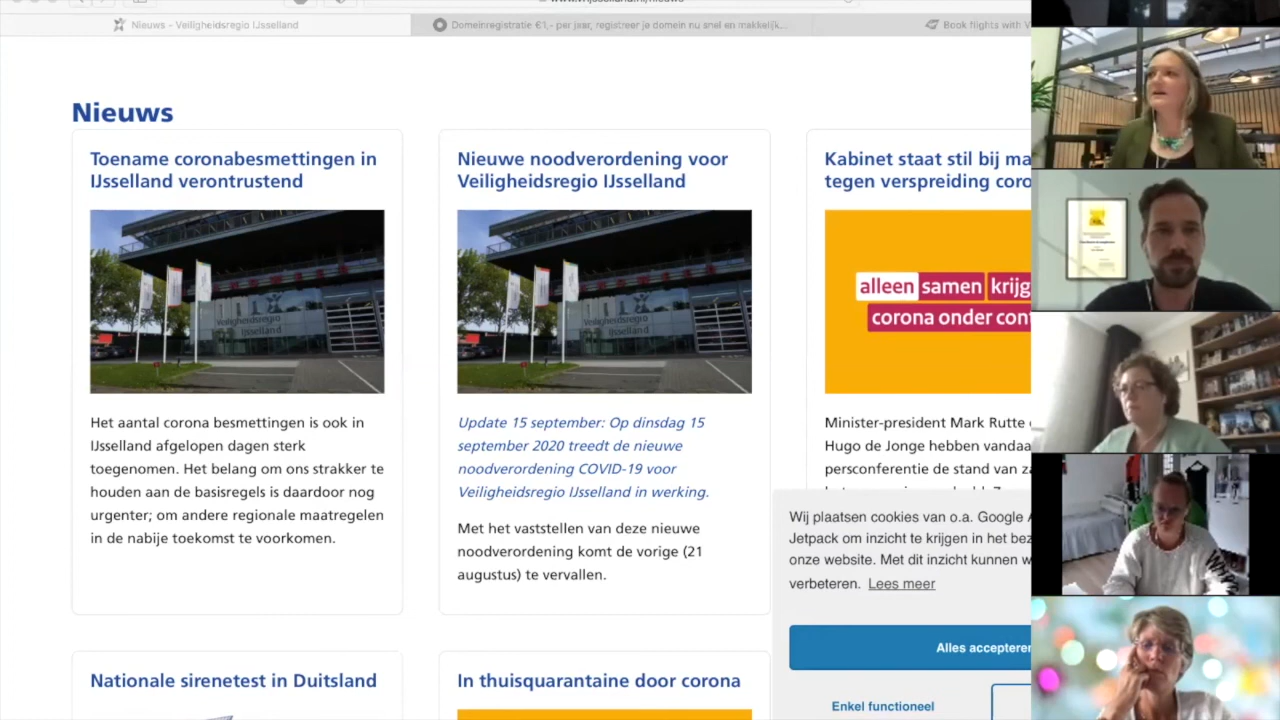 Nieuws - Veiligheidsregio IJsselland
Domeinregistratie €1,- per jaar, registreer je domein nu snel en makkelijk...
Book flights with V
Nieuws
Toename coronabesmettingen in
IJsselland verontrustend
Het aantal corona besmettingen is ook in
IJsselland afgelopen dagen sterk
toegenomen. Het belang om ons strakker te
houden aan de basisregels is daardoor nog
urgenter; om andere regionale maatregelen
in de nabije toekomst te voorkomen.
Nieuwe noodverordening voor
Veiligheidsregio IJsselland
Veiligheidsregio
IJsselland
Update 15 september: Op dinsdag 15
september 2020 treedt de nieuwe
noodverordening COVID-19 voor
Veiligheidsregio IJsselland in werking.
Met het vaststellen van deze nieuwe
noodverordening komt de vorige (21
augustus) te vervallen.
Kabinet staat stil bij ma
tegen verspreiding coro
alleen samen krijg
corona onder cont
Minister-president Mark Rutte
Hugo de Jonge hebben vandaa
persconferentie de stand van za
Wij plaatsen cookies van o.a. Google A
Jetpack om inzicht te krijgen in het bez
onze website. Met dit inzicht kunnen w
verbeteren. Lees meer
Alles accepteren
Enkel functioneel
Nationale sirenetest in Duitsland
In thuisquarantaine door corona